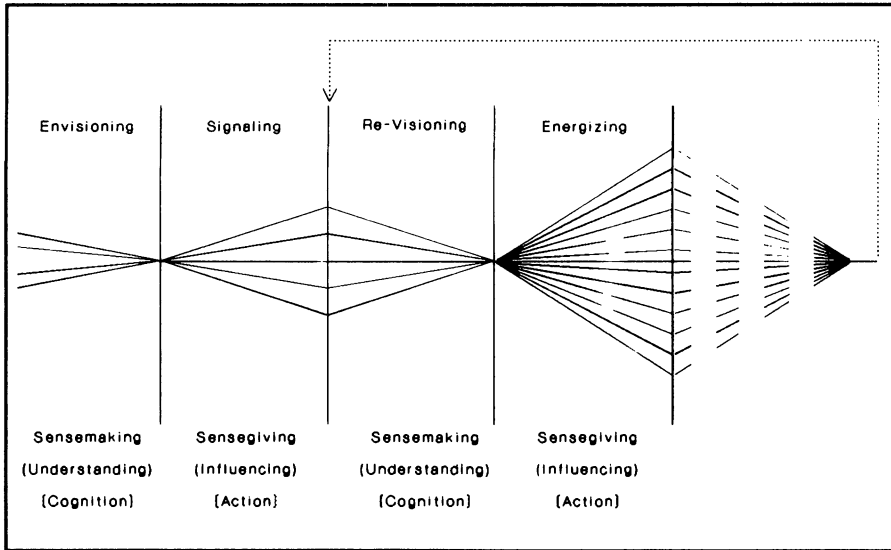 Envisioning Signaling Re-Visioning Energizing
Sensemaking Sensegiving Sensemaking Sensegiving
(Understanding) (Influencing) (Understanding) (Influencing)
{Cognition} {Action} {Cognition} {Action}